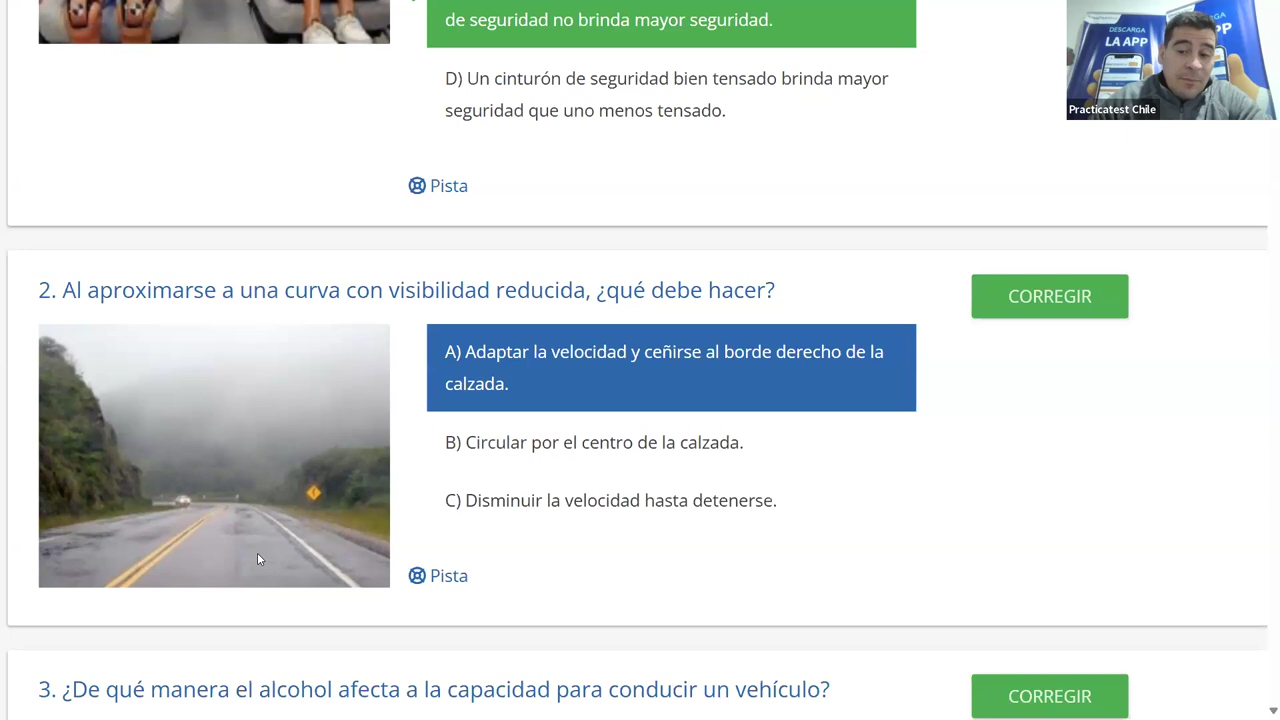 de seguridad no brinda mayor seguridad.
D) Un cinturón de seguridad bien tensado brinda mayor
seguridad que uno menos tensado.
Pista
DESCARGA
LA APP
DESCARGA
PP
Practicatest Chile
2. Al aproximarse a una curva con visibilidad reducida, ¿qué debe hacer?
CORREGIR
A) Adaptar la velocidad y ceñirse al borde derecho de la
calzada.
B) Circular por el centro de la calzada.
C) Disminuir la velocidad hasta detenerse.
Pista
3. ¿De qué manera el alcohol afecta a la capacidad para conducir un vehículo?
CORREGIR